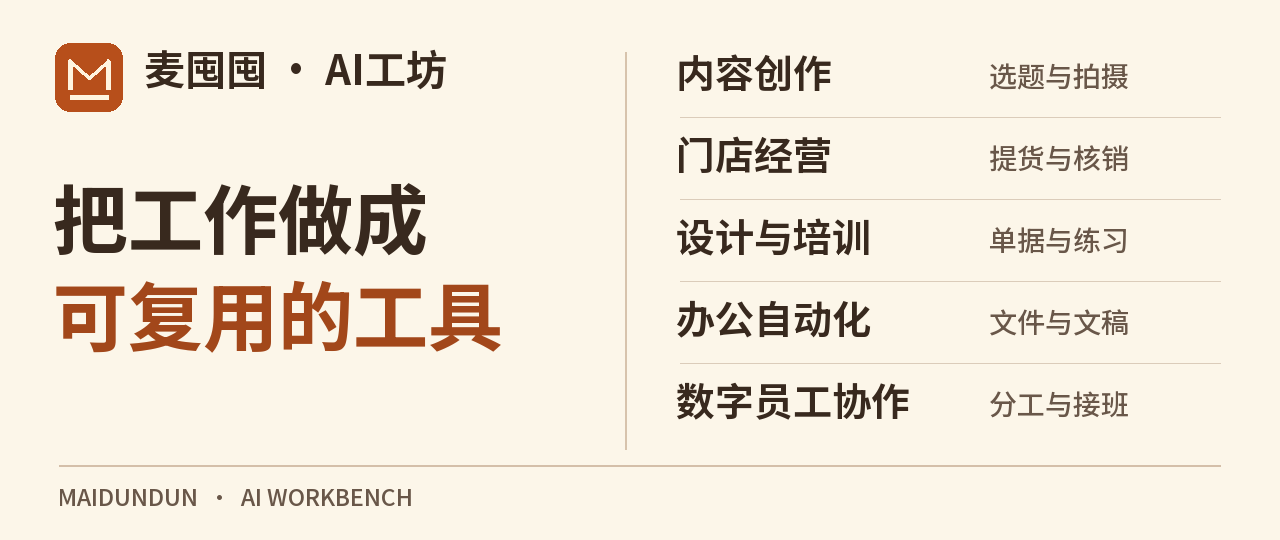 麦囤囤 · AI工坊
把工作做成
可复用的工具
内容创作 选题与拍摄
门店经营 提货与核销
设计与培训 单据与练习
办公自动化 文件与文稿
数字员工协作 分工与接班
MAIDUNDUN · AI WORKBENCH